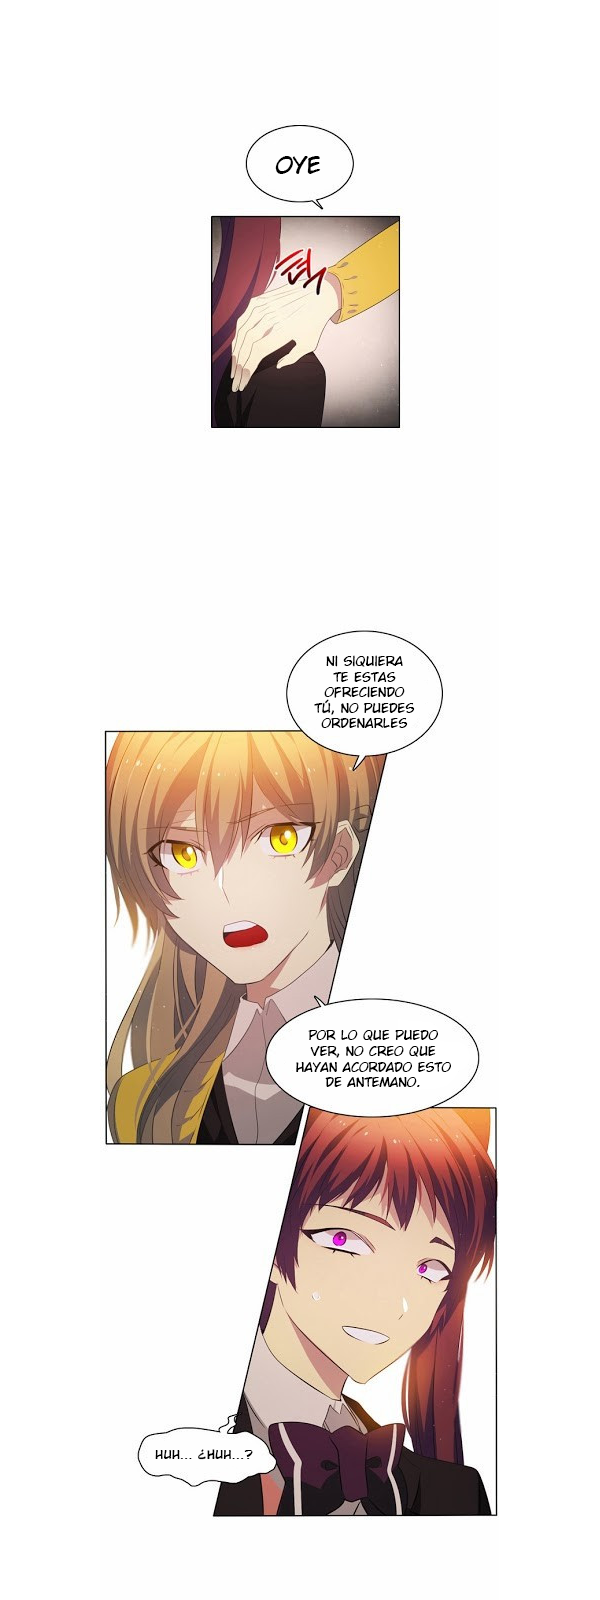 OYE
NI SIQUIERA
TE ESTAS
OFRECIENDO
TÚ, NO PUEDES
ORDENARLES
POR LO QUE PUEDO
VER, NO CREO QUE
HAYAN ACORDADO ESTO
DE ANTEMANO.
HUH... ¿HUH...?